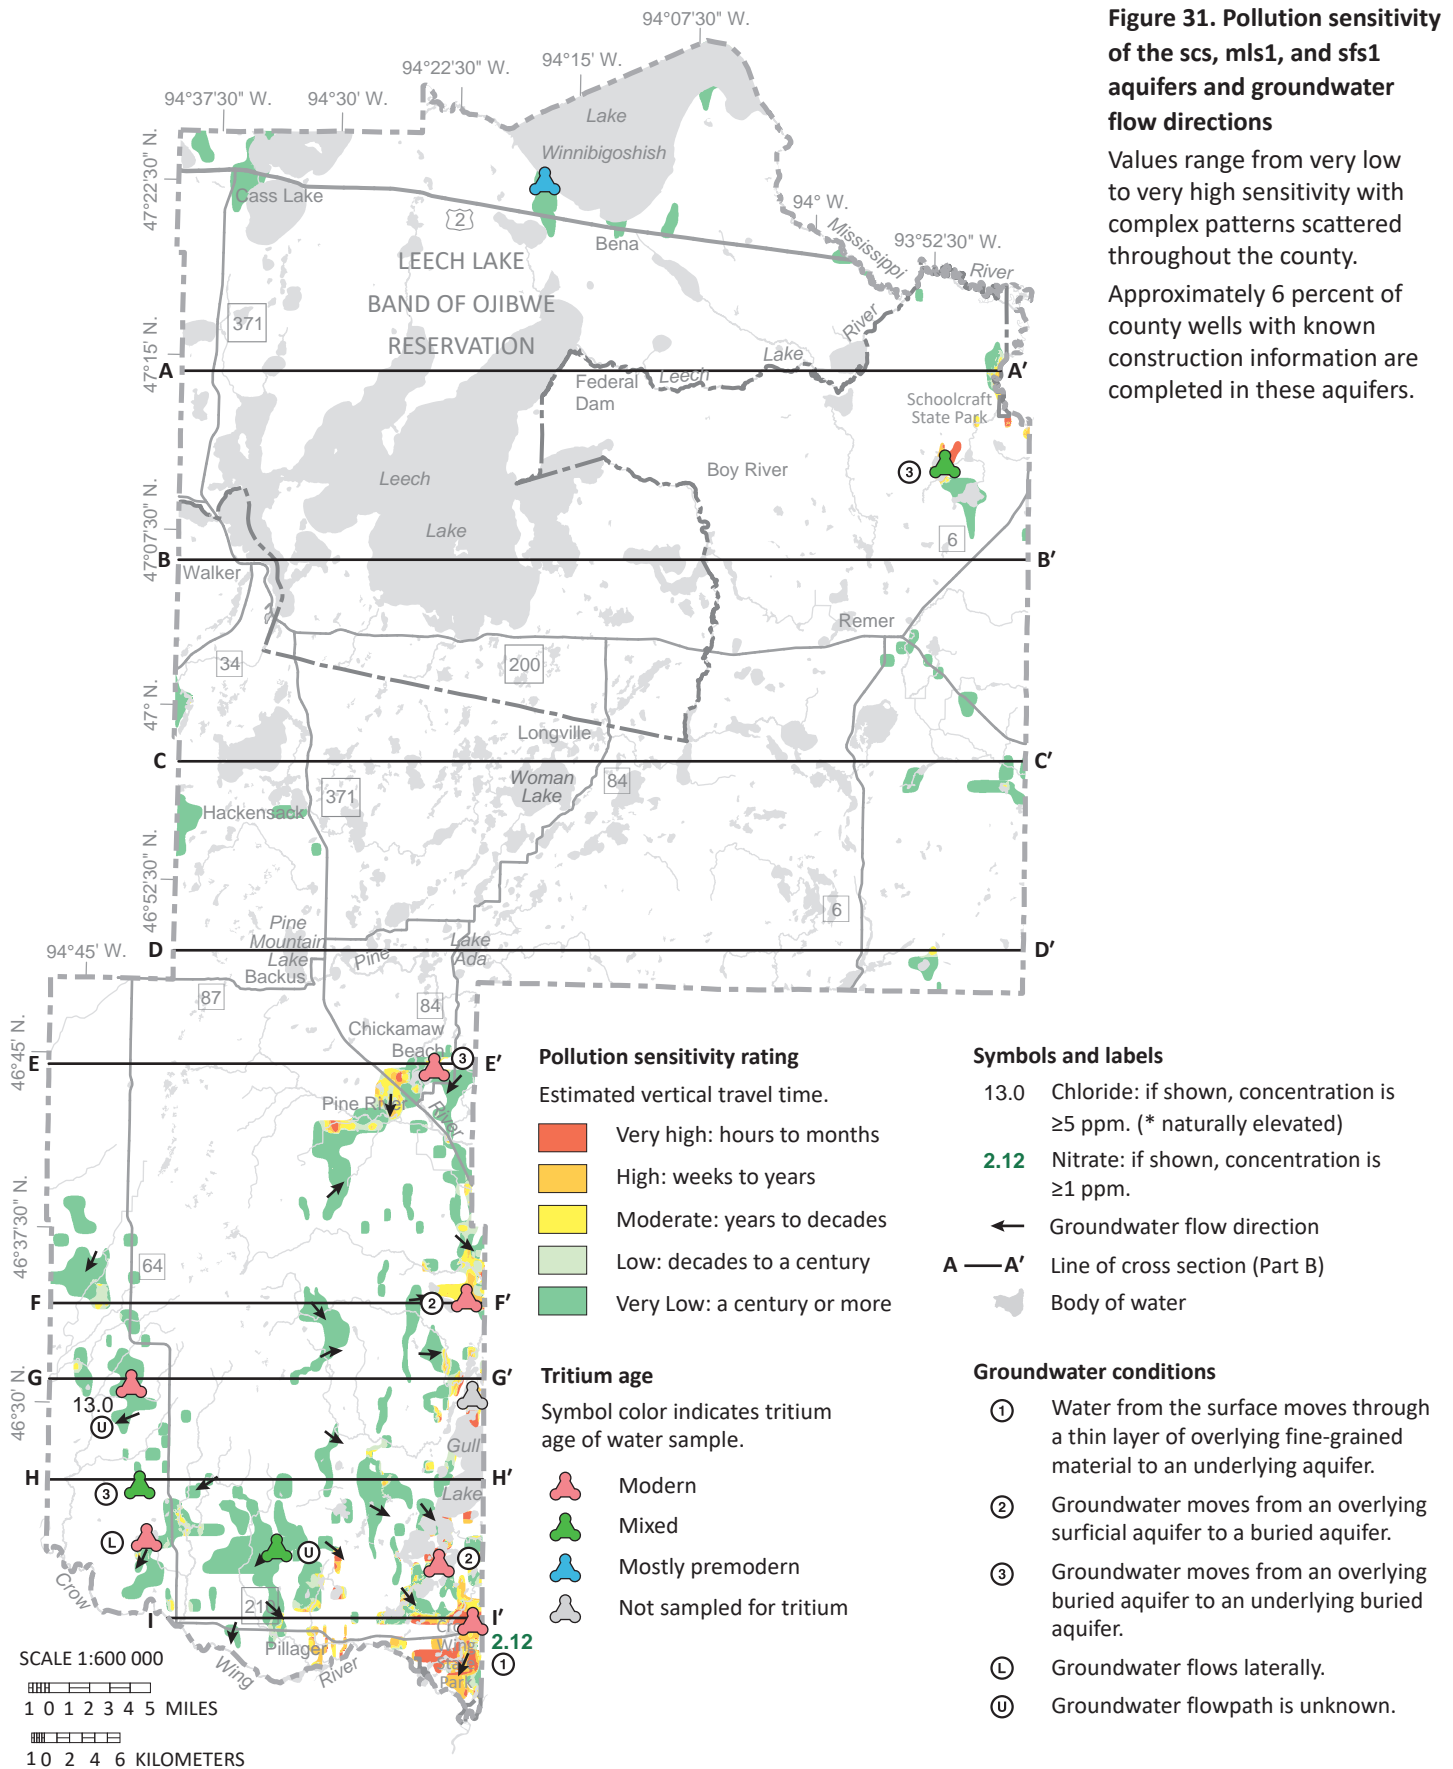 Figure 31. Pollution sensitivity
of the scs, mls1, and sfs1
aquifers and groundwater
flow directions
Values range from very low
to very high sensitivity with
complex patterns scattered
throughout the county.
Approximately 6 percent of
county wells with known
construction information are
completed in these aquifers.
94°07'30" W.
94°15' W.
94°22'30" W.
94°37'30" W.
94°30' W.
Lake
Winnibigoshish
47°22'30" N.
Cass Lake
2
94° W.
Bena
Mississippi
93°52'30" W.
River
LEECH LAKE
BAND OF OJIBWE
RESERVATION
371
River
47°15' N.
Lake
A
A'
Federal
Dam
Leech
Schoolcraft
State Park
3
Boy River
Leech
Lake
47°07'30" N.
6
B
B'
Walker
Remer
34
200
47° N.
Longville
C
C'
Woman
Lake
84
371
Hackensack
46°52'30" N.
6
Pine
Mountain
Lake
Lake
Ada
94°45' W.
D
D'
Pine
Backus
87
84
Chickamaw
Beach
3
46°45' N.
E
E'
Pine River
River
46°37'30" N.
64
F
2
F'
G
G'
46°30' N.
13.0
U
Gull
Lake
H
H'
3
L
U
2
Crow
210
I
I'
Crow
Wing
State
Park
2.12
1
Pillager
Wing
River
SCALE 1:600 000
1 0 1 2 3 4 5 MILES
1 0 2 4 6 KILOMETERS
Pollution sensitivity rating
Estimated vertical travel time.
Very high: hours to months
High: weeks to years
Moderate: years to decades
Low: decades to a century
Very Low: a century or more
Tritium age
Symbol color indicates tritium
age of water sample.
Modern
Mixed
Mostly premodern
Not sampled for tritium
Symbols and labels
13.0 Chloride: if shown, concentration is
≥5 ppm. (* naturally elevated)
2.12 Nitrate: if shown, concentration is
≥1 ppm.
Groundwater flow direction
A A' Line of cross section (Part B)
Body of water
Groundwater conditions
1 Water from the surface moves through
a thin layer of overlying fine-grained
material to an underlying aquifer.
2 Groundwater moves from an overlying
surficial aquifer to a buried aquifer.
3 Groundwater moves from an overlying
buried aquifer to an underlying buried
aquifer.
L Groundwater flows laterally.
U Groundwater flowpath is unknown.